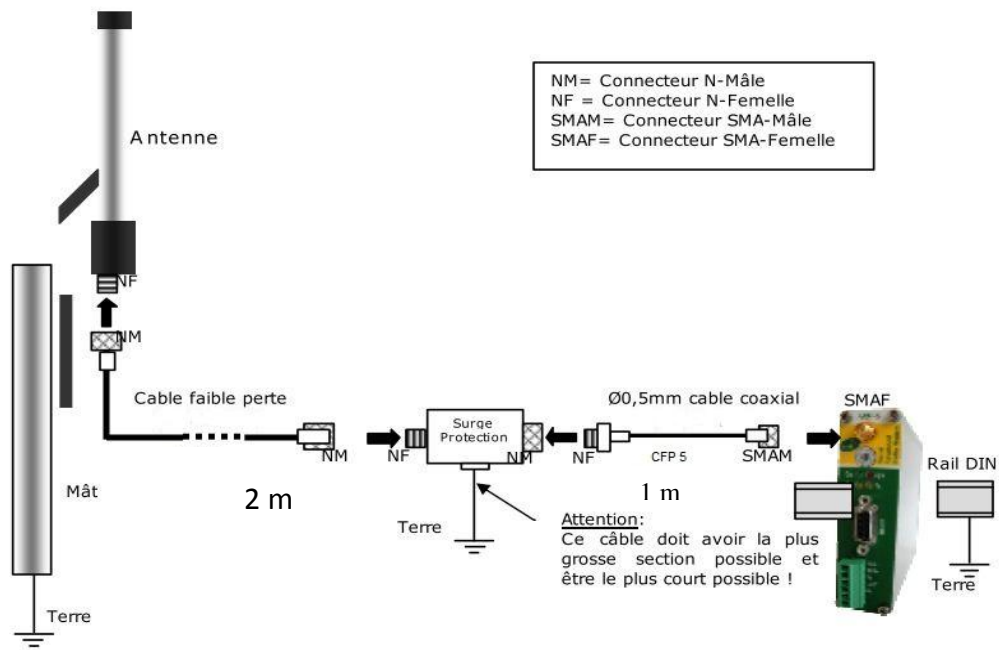 NM= Connecteur N-Mâle
NF = Connecteur N-Femelle
SMAM= Connecteur SMA-Mâle
SMAF= Connecteur SMA-Femelle
Antenne
NF
NM
Cable faible perte
NM
2 m
NF
Surge
Protection
NM
Terre
Ø0,5mm cable coaxial
NF
CFP 5
SMAM
1 m
SMAF
Rail DIN
Terre
Attention:
Ce câble doit avoir la plus
grosse section possible et
être le plus court possible !
Mât
Terre